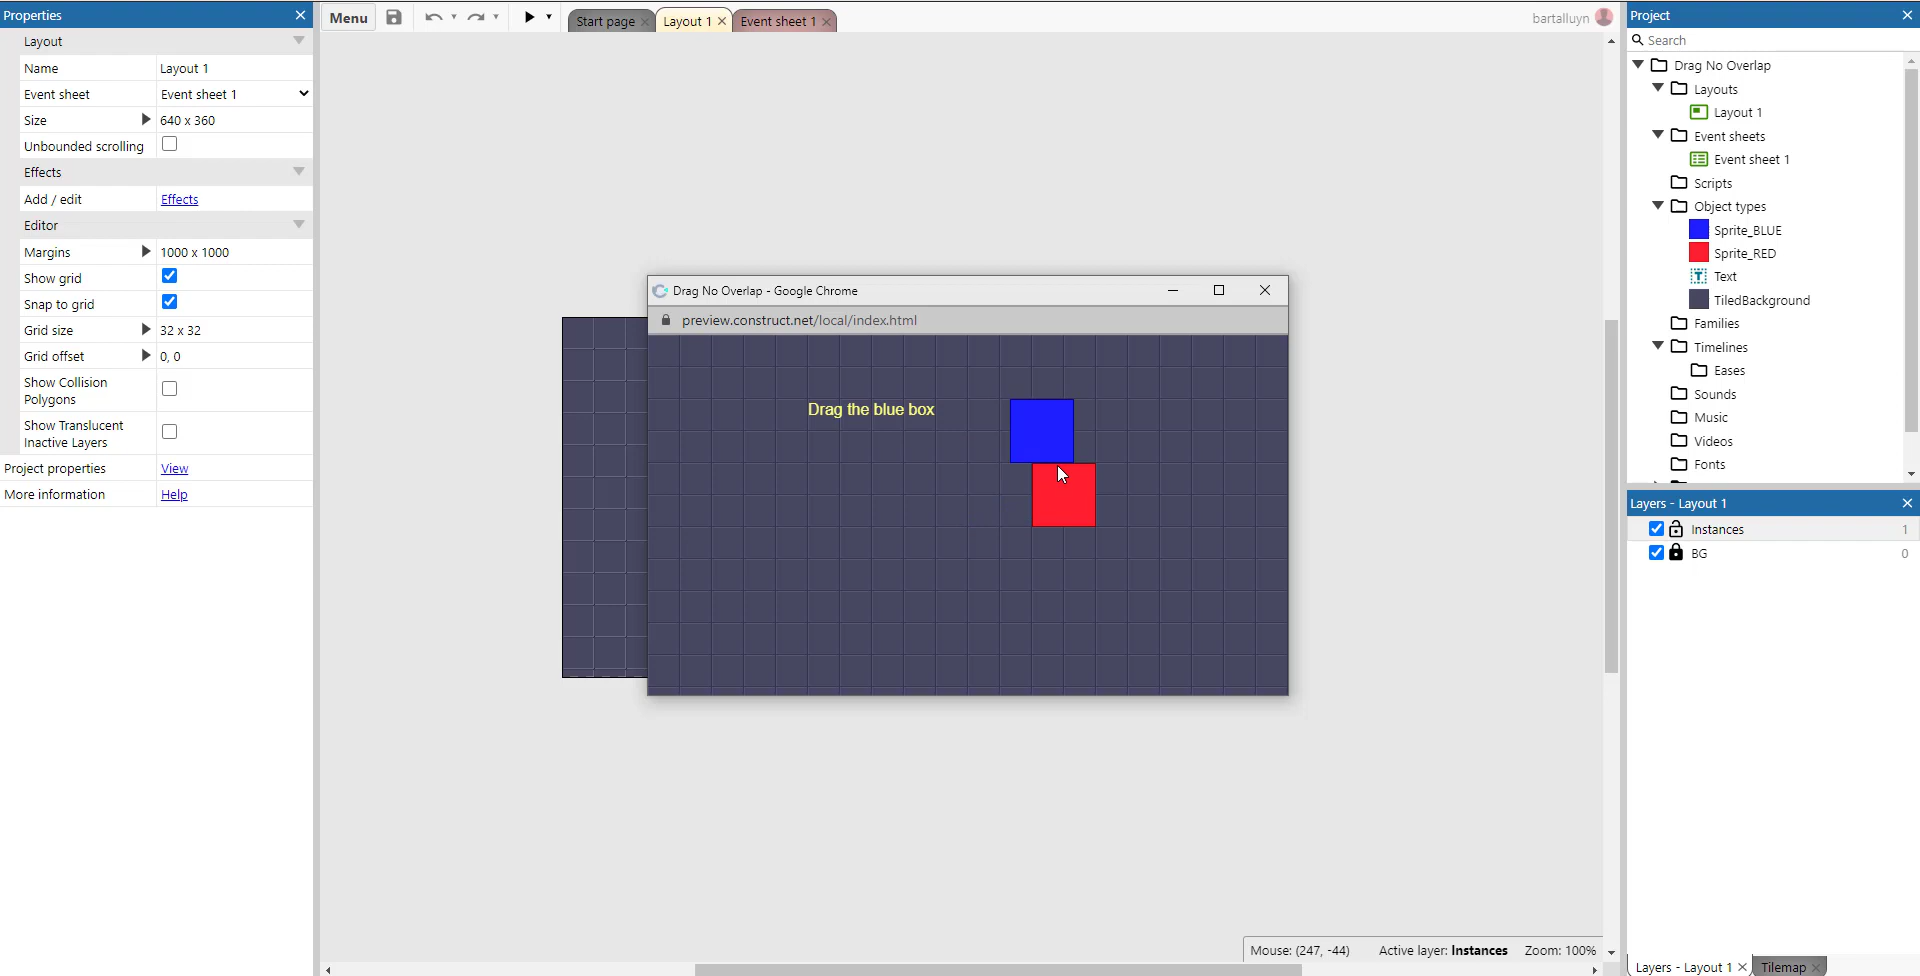 Properties
Layout
Name Layout 1
Event sheet Event sheet 1
Size 640 x 360
Unbounded scrolling
Effects
Add / edit Effects
Editor
Margins 1000 x 1000
Show grid
Snap to grid
Grid size 32 x 32
Grid offset 0, 0
Show Collision
Polygons
Show Translucent
Inactive Layers
Project properties View
More information Help
Menu
Start page
Layout 1
Event sheet 1
bartalluyn
Drag No Overlap - Google Chrome
preview.construct.net/local/index.html
Drag the blue box
Mouse: (247, -44) Active layer: Instances Zoom: 100%
Project
Search
Drag No Overlap
Layouts
Layout 1
Event sheets
Event sheet 1
Scripts
Object types
Sprite_BLUE
Sprite_RED
T Text
TiledBackground
Families
Timelines
Eases
Sounds
Music
Videos
Fonts
Layers - Layout 1
Instances 1
BG 0
Layers - Layout 1
Tilemap